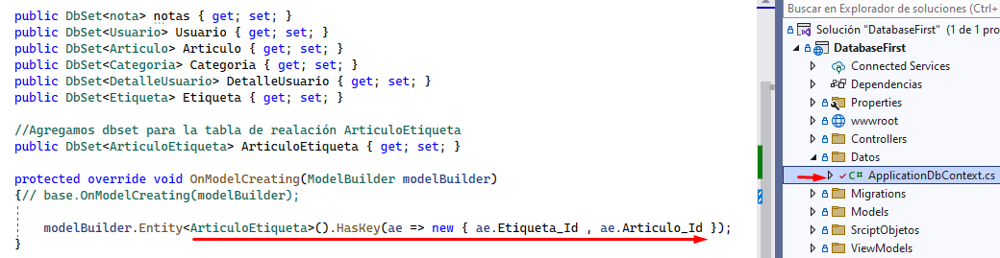 public DbSet<nota> notas { get; set; }
public DbSet<Usuario> Usuario { get; set; }
public DbSet<Articulo> Articulo { get; set; }
public DbSet<Categoria> Categoria { get; set; }
public DbSet<DetalleUsuario> DetalleUsuario { get; set; }
public DbSet<Etiqueta> Etiqueta { get; set; }
//Agregamos dbset para la tabla de realación ArticuloEtiqueta
public DbSet<ArticuloEtiqueta> ArticuloEtiqueta { get; set; }
protected override void OnModelCreating(ModelBuilder modelBuilder)
{// base.OnModelCreating(modelBuilder);
modelBuilder.Entity<ArticuloEtiqueta>().HasKey(ae => new { ae.Etiqueta_Id , ae.Articulo_Id });
}
Buscar en Explorador de soluciones (Ctrl+
Solución "DatabaseFirst" (1 de 1 pro
DatabaseFirst
Connected Services
Dependencias
Properties
wwwroot
Controllers
Datos
C# ApplicationDbContext.cs
Migrations
Models
SrciptObjetos
ViewModels